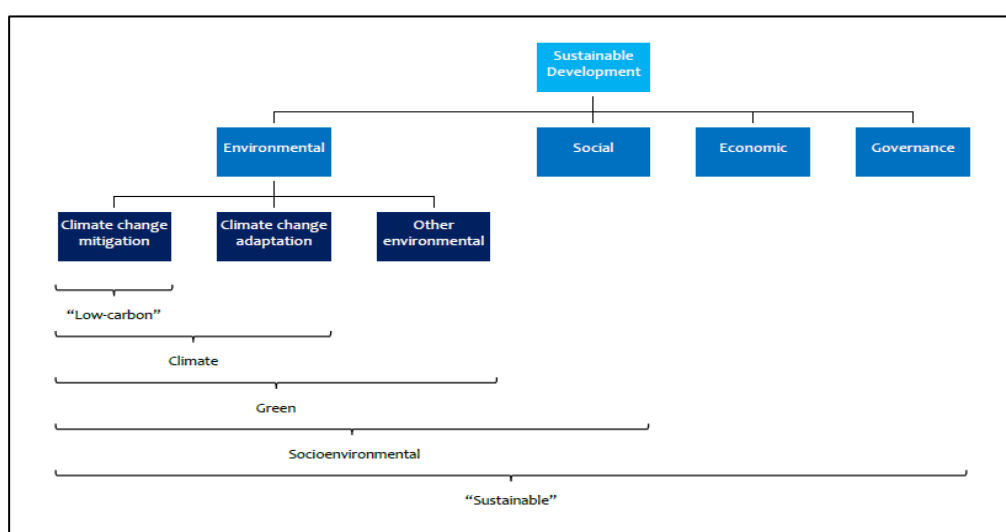 Sustainable
Development
Environmental
Social
Economic
Governance
Climate change
mitigation
Climate change
adaptation
Other
environmental
“Low-carbon”
Climate
Green
Socioenvironmental
“Sustainable”